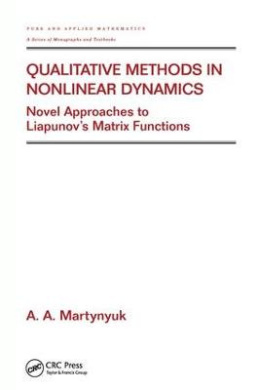 PURE AND APPLIED MATHEMATICS
A Series of Monographs and Textbooks
QUALITATIVE METHODS IN
NONLINEAR DYNAMICS
Novel Approaches to
Liapunov's Matrix Functions
A. A. Martynyuk
CRC Press
Taylor & Francis Group